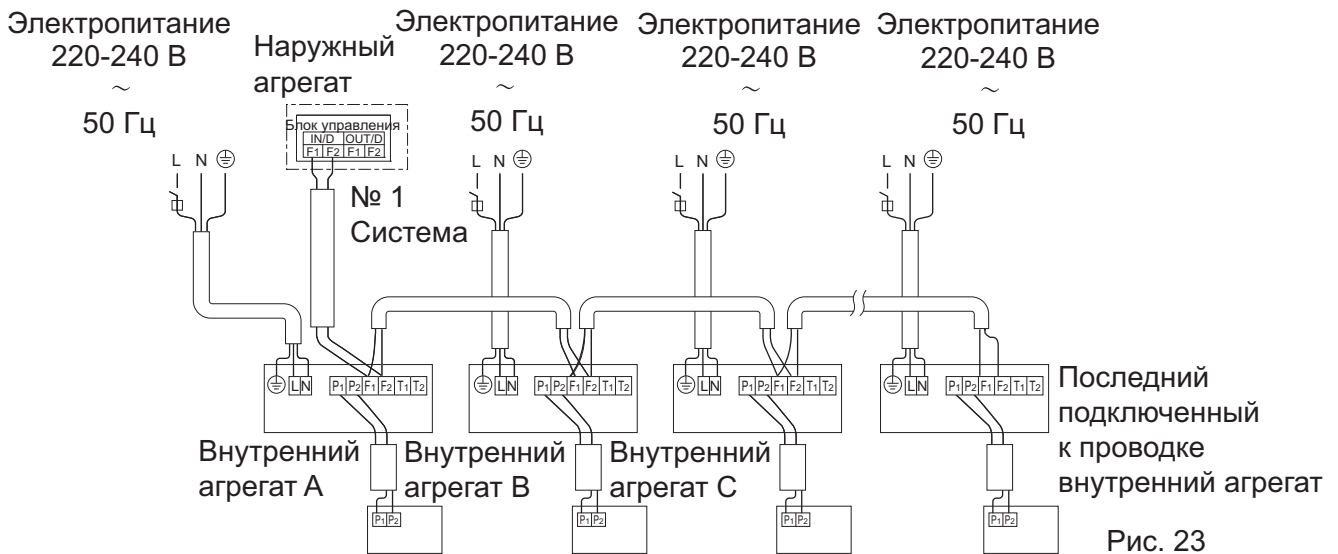 Электропитание
220-240 В
~
50 Гц
Наружный
агрегат
Электропитание
220-240 В
~
50 Гц
Электропитание
220-240 В
~
50 Гц
Электропитание
220-240 В
~
50 Гц
Блок управления
IN/D OUT/D
F1 F2 F1 F2
L N
L N
L N
L N
№ 1
Система
L N P1 P2 F1 F2 T1 T2
L N P1 P2 F1 F2 T1 T2
L N P1 P2 F1 F2 T1 T2
L N P1 P2 F1 F2 T1 T2
Последний
подключенный
к проводке
внутренний агрегат
Внутренний
агрегат А
Внутренний
агрегат В
Внутренний
агрегат С
P1 P2
P1 P2
P1 P2
P1 P2
Рис. 23